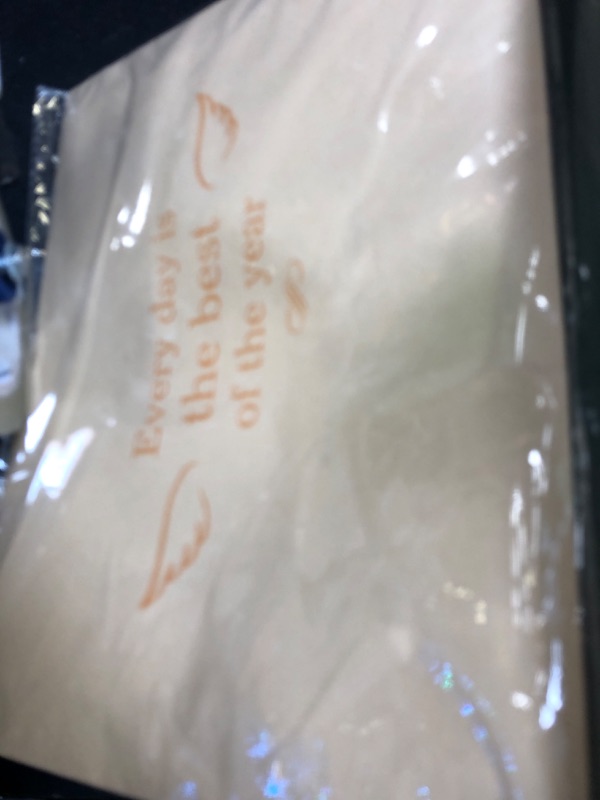 Every day is
the best
of the year